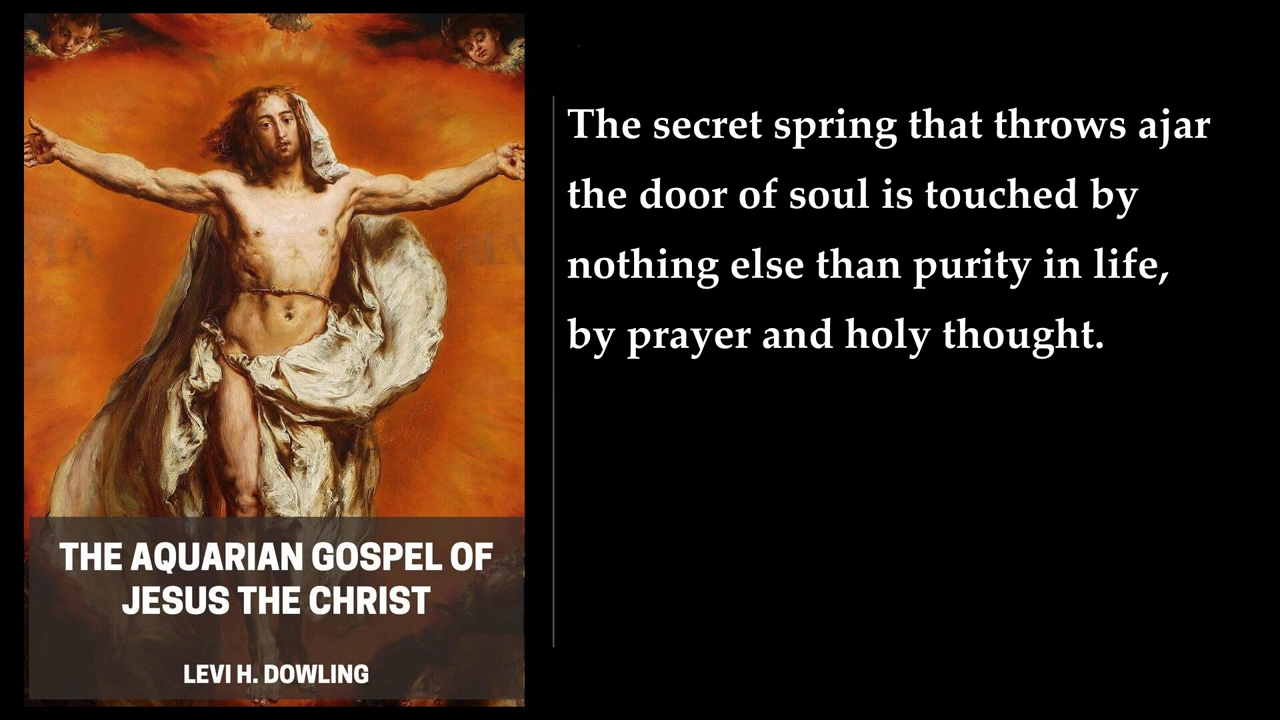 The secret spring that throws ajar
the door of soul is touched by
nothing else than purity in life,
by prayer and holy thought.
THE AQUARIAN GOSPEL OF
JESUS THE CHRIST
LEVI H. DOWLING